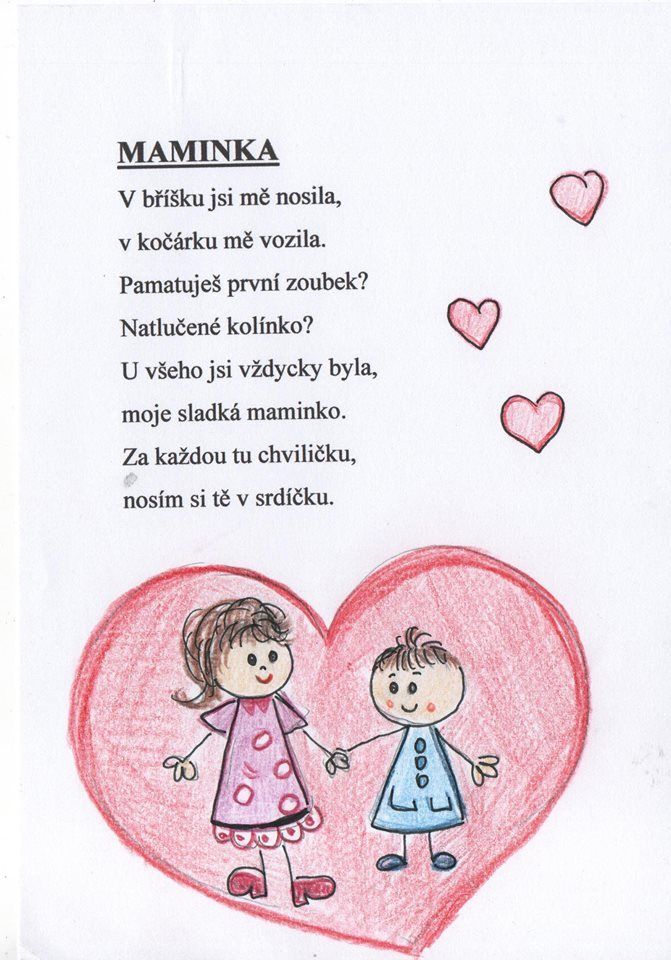 MAMINKA
V bříšku jsi mě nosila,
v kočárku mě vozila.
Pamatuješ první zoubek?
Natlučené kolínko?
U všeho jsi vždycky byla,
moje sladká maminko.
Za každou tu chviličku,
nosím si tě v srdíčku.